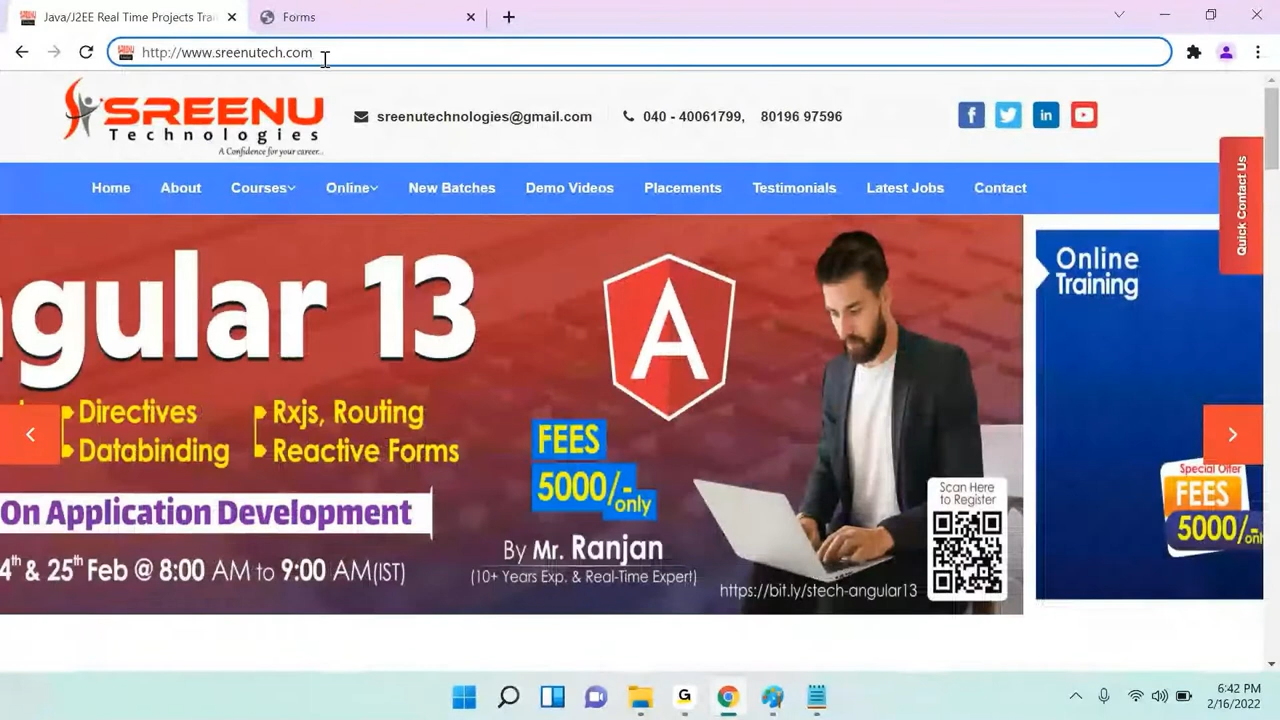 Java/J2EE Real Time Projects Trai
Forms
http://www.sreenutech.com
SREENU
Technologies
A Confidence for your career...
sreenutechnologies@gmail.com
040 - 40061799, 80196 97596
Home About Courses Online New Batches Demo Videos Placements Testimonials Latest Jobs Contact
Quick Contact Us
ngular 13
Directives
Rxjs, Routing
Databinding
Reactive Forms
On Application Development
4th & 25th Feb @ 8:00 AM to 9:00 AM(IST)
FEES
5000/-
only
By Mr. Ranjan
(10+ Years Exp. & Real-Time Expert)
Scan Here
to Register
https://bit.ly/stech-angular13
Online
Training
Special Offer
FEES
5000/-only
6:42 PM
2/16/2022